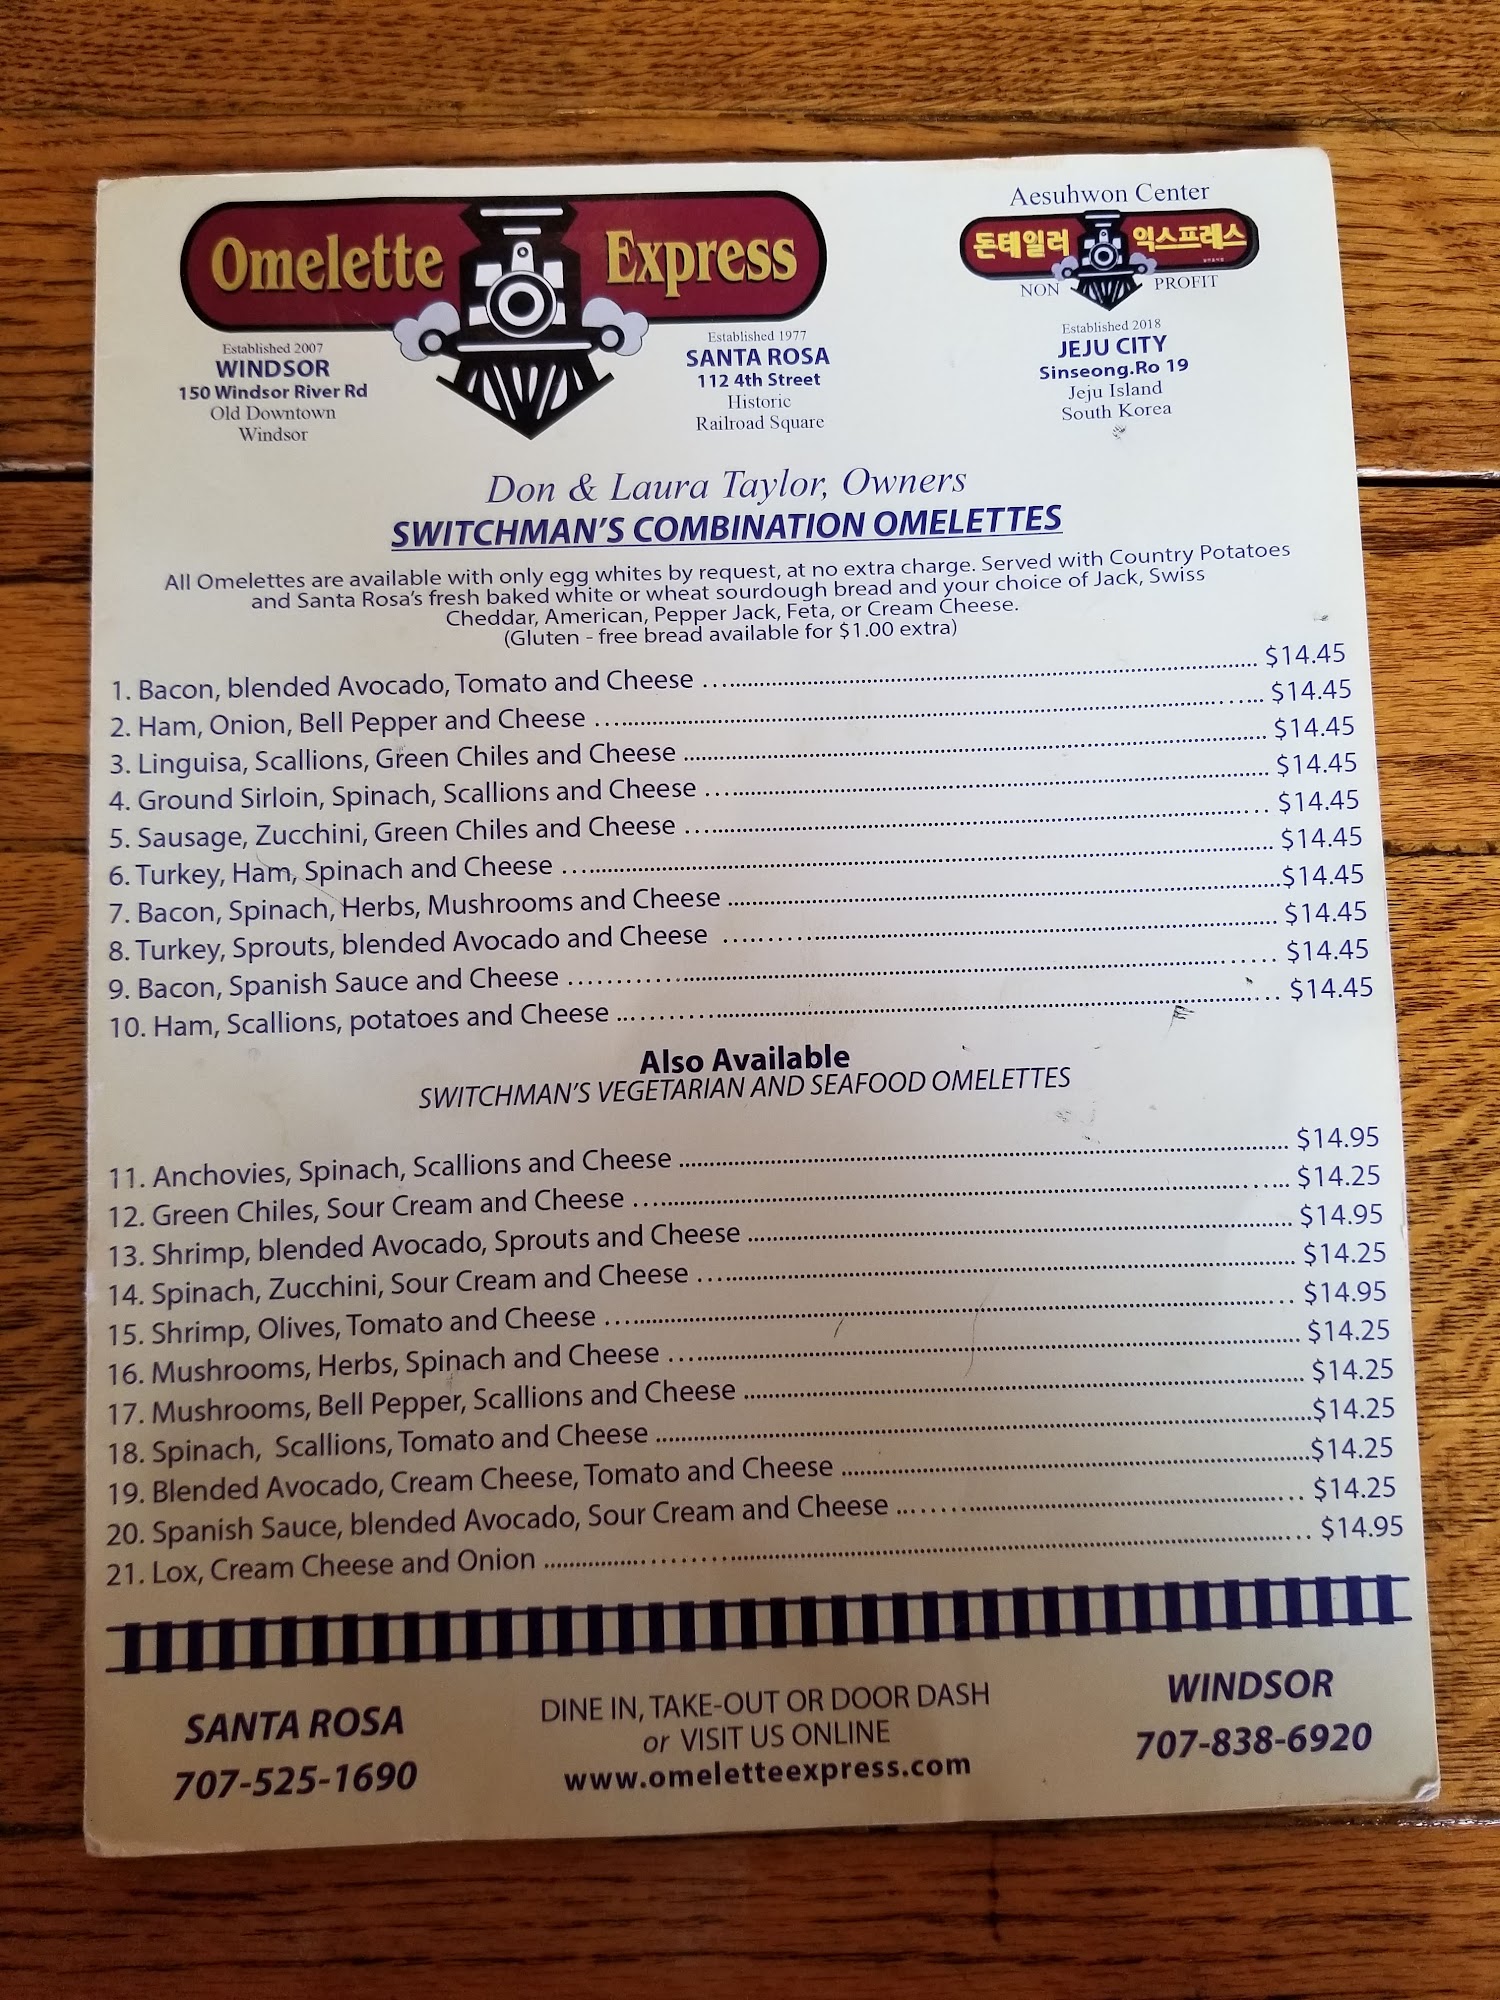 Omelette Express
Established 2007
WINDSOR
150 Windsor River Rd
Old Downtown
Windsor
Established 1977
SANTA ROSA
112 4th Street
Historic
Railroad Square
Aesuhwon Center
돈테일러 익스프레스
NON PROFIT
Established 2018
JEJU CITY
Sinseong.Ro 19
Jeju Island
South Korea
Don & Laura Taylor, Owners
SWITCHMAN'S COMBINATION OMELETTES
All Omelettes are available with only egg whites by request, at no extra charge. Served with Country Potatoes
and Santa Rosa's fresh baked white or wheat sourdough bread and your choice of Jack, Swiss
Cheddar, American, Pepper Jack, Feta, or Cream Cheese.
(Gluten - free bread available for $1.00 extra)
1. Bacon, blended Avocado, Tomato and Cheese $14.45
2. Ham, Onion, Bell Pepper and Cheese $14.45
3. Linguisa, Scallions, Green Chiles and Cheese $14.45
4. Ground Sirloin, Spinach, Scallions and Cheese $14.45
5. Sausage, Zucchini, Green Chiles and Cheese $14.45
6. Turkey, Ham, Spinach and Cheese $14.45
7. Bacon, Spinach, Herbs, Mushrooms and Cheese $14.45
8. Turkey, Sprouts, blended Avocado and Cheese $14.45
9. Bacon, Spanish Sauce and Cheese $14.45
10. Ham, Scallions, potatoes and Cheese $14.45
Also Available
SWITCHMAN'S VEGETARIAN AND SEAFOOD OMELETTES
11. Anchovies, Spinach, Scallions and Cheese $14.95
12. Green Chiles, Sour Cream and Cheese $14.25
13. Shrimp, blended Avocado, Sprouts and Cheese $14.95
14. Spinach, Zucchini, Sour Cream and Cheese $14.25
15. Shrimp, Olives, Tomato and Cheese $14.95
16. Mushrooms, Herbs, Spinach and Cheese $14.25
17. Mushrooms, Bell Pepper, Scallions and Cheese $14.25
18. Spinach, Scallions, Tomato and Cheese $14.25
19. Blended Avocado, Cream Cheese, Tomato and Cheese $14.25
20. Spanish Sauce, blended Avocado, Sour Cream and Cheese $14.25
21. Lox, Cream Cheese and Onion $14.95
SANTA ROSA
707-525-1690
DINE IN, TAKE-OUT OR DOOR DASH
or VISIT US ONLINE
www.omeletteexpress.com
WINDSOR
707-838-6920